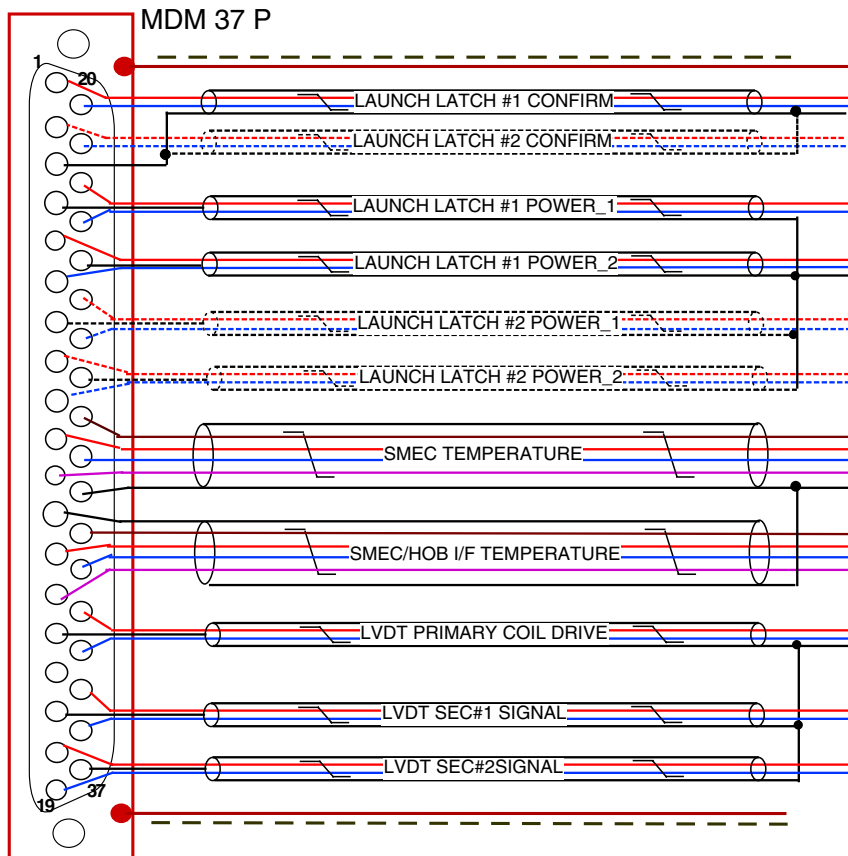 MDM 37 P
1
20
LAUNCH LATCH #1 CONFIRM
LAUNCH LATCH #2 CONFIRM
LAUNCH LATCH #1 POWER_1
LAUNCH LATCH #1 POWER_2
LAUNCH LATCH #2 POWER_1
LAUNCH LATCH #2 POWER_2
SMEC TEMPERATURE
SMEC/HOB I/F TEMPERATURE
LVDT PRIMARY COIL DRIVE
LVDT SEC#1 SIGNAL
LVDT SEC#2SIGNAL
37
19